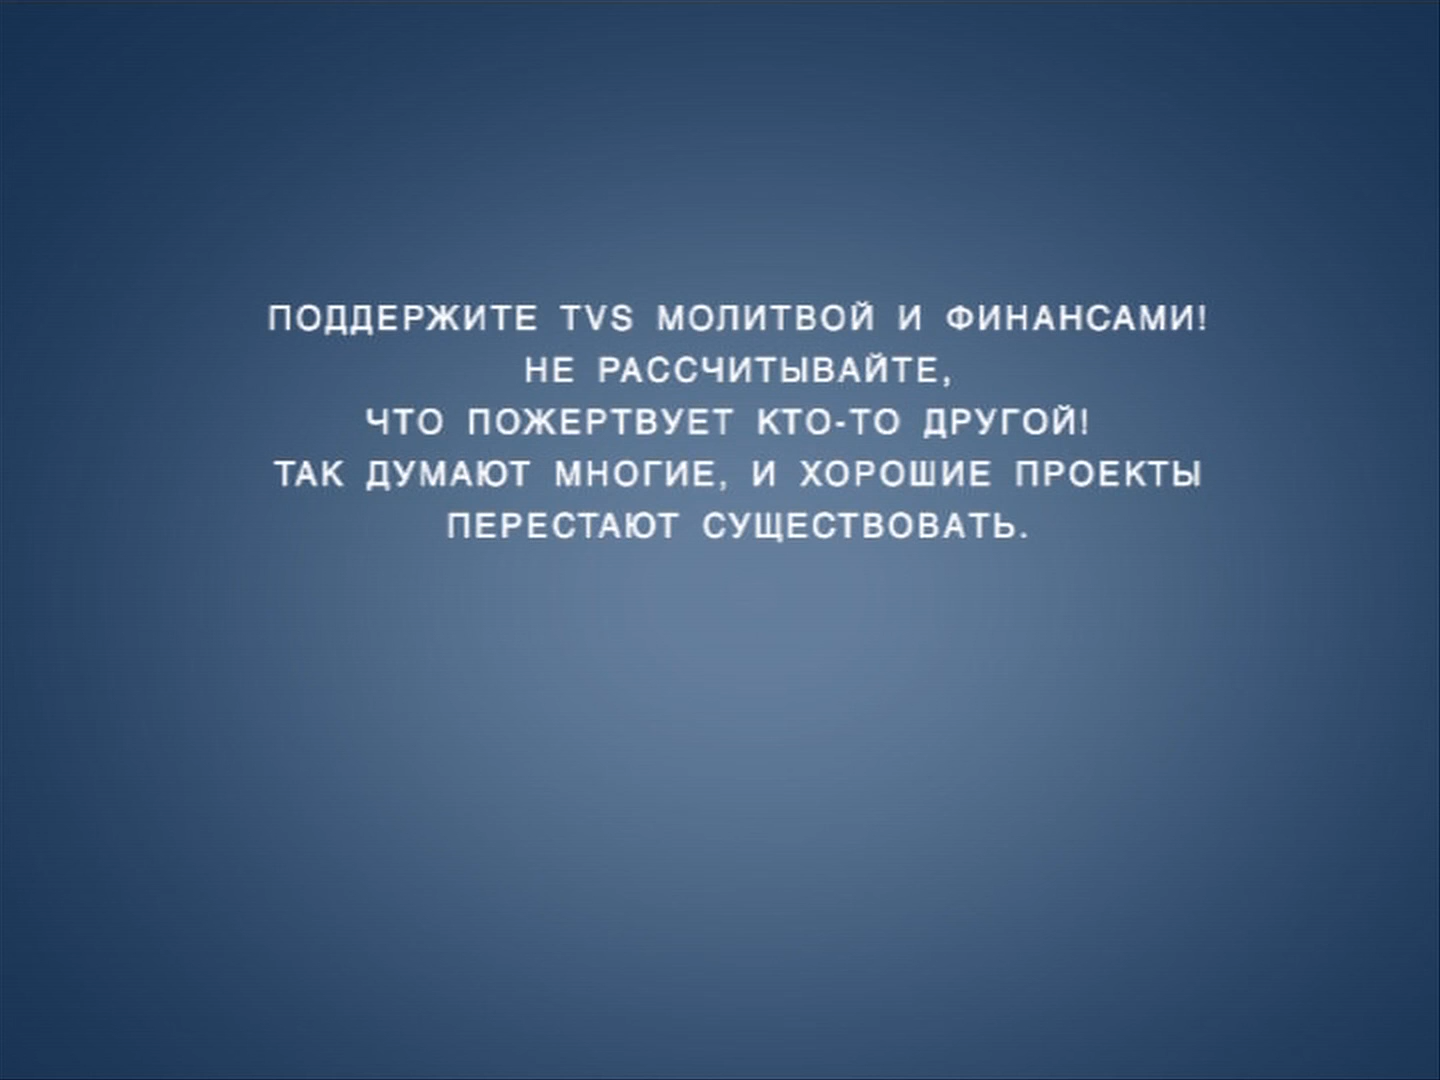 ПОДДЕРЖИТЕ TVS МОЛИТВОЙ И ФИНАНСАМИ!
НЕ РАССЧИТЫВАЙТЕ,
ЧТО ПОЖЕРТВУЕТ КТО-ТО ДРУГОЙ!
ТАК ДУМАЮТ МНОГИЕ, И ХОРОШИЕ ПРОЕКТЫ
ПЕРЕСТАЮТ СУЩЕСТВОВАТЬ.